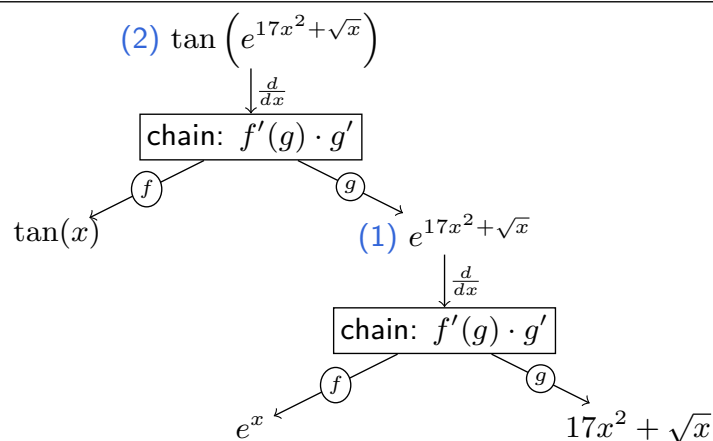 (2) tan(e^{17x^2+√x})
d/dx
chain: f′(g) · g′
f g
tan(x)
(1) e^{17x^2+√x}
d/dx
chain: f′(g) · g′
f g
e^x 17x^2 + √x